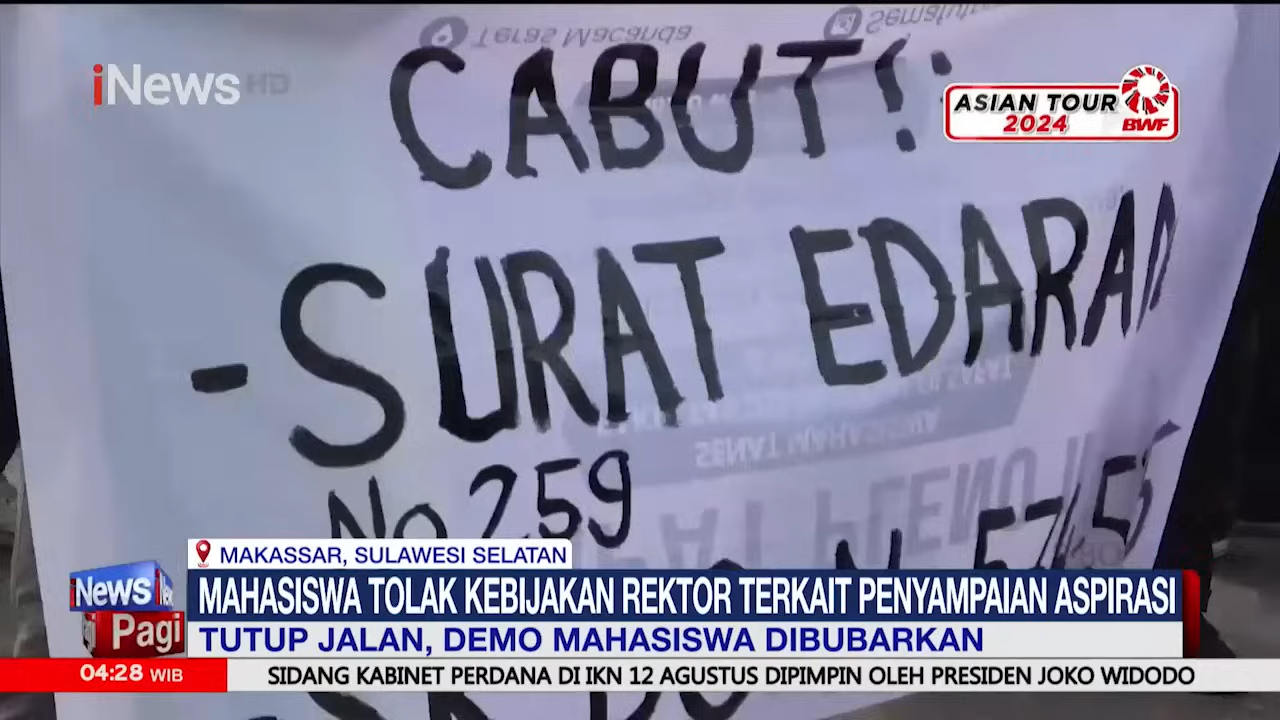 Teras Macanda
iNews HD
CABUT!
ASIAN TOUR
2024
BWF
- SURAT EDARAN
No 259
MAKASSAR, SULAWESI SELATAN
MAHASISWA TOLAK KEBIJAKAN REKTOR TERKAIT PENYAMPAIAN ASPIRASI
iNews
Pagi
TUTUP JALAN, DEMO MAHASISWA DIBUBARKAN
04:28 WIB
SIDANG KABINET PERDANA DI IKN 12 AGUSTUS DIPIMPIN OLEH PRESIDEN JOKO WIDODO